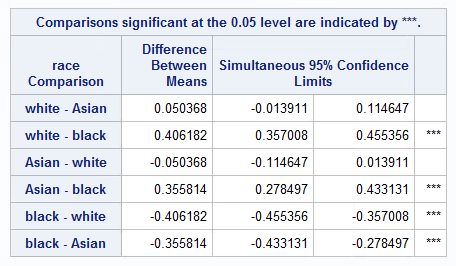 Comparisons significant at the 0.05 level are indicated by ***.
race Comparison Difference Between Means Simultaneous 95% Confidence Limits
white - Asian 0.050368 -0.013911 0.114647
white - black 0.406182 0.357008 0.455356 ***
Asian - white -0.050368 -0.114647 0.013911
Asian - black 0.355814 0.278497 0.433131 ***
black - white -0.406182 -0.455356 -0.357008 ***
black - Asian -0.355814 -0.433131 -0.278497 ***